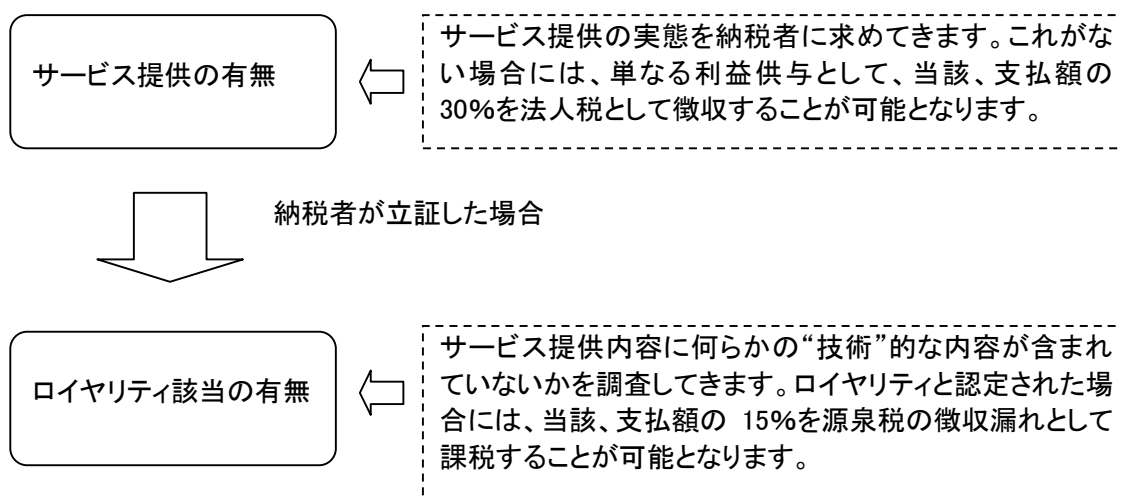 サービス提供の有無
サービス提供の実態を納税者に求めてきます。これがな
い場合には、単なる利益供与として、当該、支払額の
30%を法人税として徴収することが可能となります。
納税者が立証した場合
ロイヤリティ該当の有無
サービス提供内容に何らかの“技術”的な内容が含まれ
ていないかを調査してきます。ロイヤリティと認定された場
合には、当該、支払額の 15%を源泉税の徴収漏れとして
課税することが可能となります。